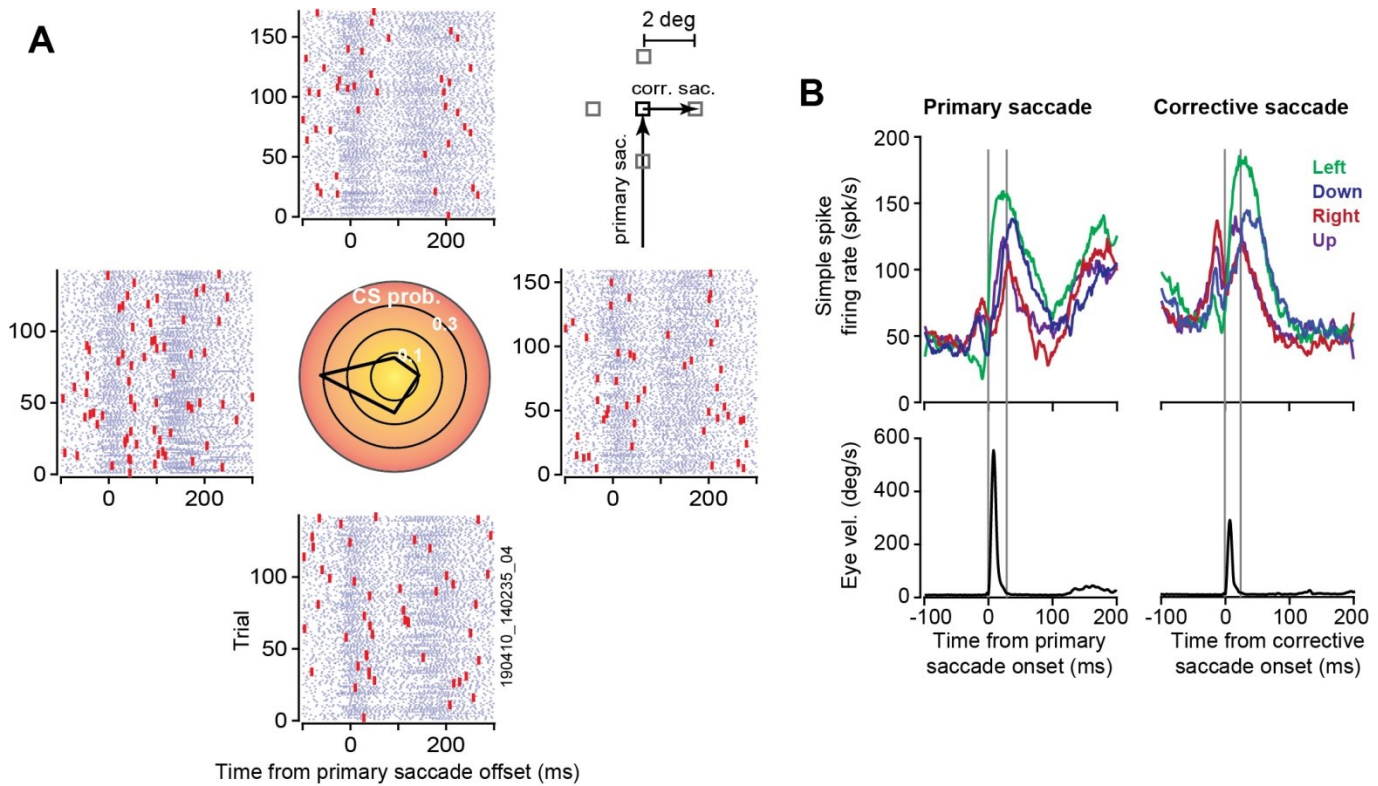 A
150
100
50
0
0
200
2 deg
corr. sac.
primary sac.
100
50
0
0
200
CS prob.
0.3
0.1
150
100
50
0
0
200
Trial
100
50
0
0
200
190410_140235_04
Time from primary saccade offset (ms)
B
Primary saccade
Corrective saccade
Simple spike
firing rate (spk/s)
200
150
100
50
0
Left
Down
Right
Up
Eye vel. (deg/s)
600
400
200
0
-100 0 100 200
Time from primary
saccade onset (ms)
-100 0 100 200
Time from corrective
saccade onset (ms)